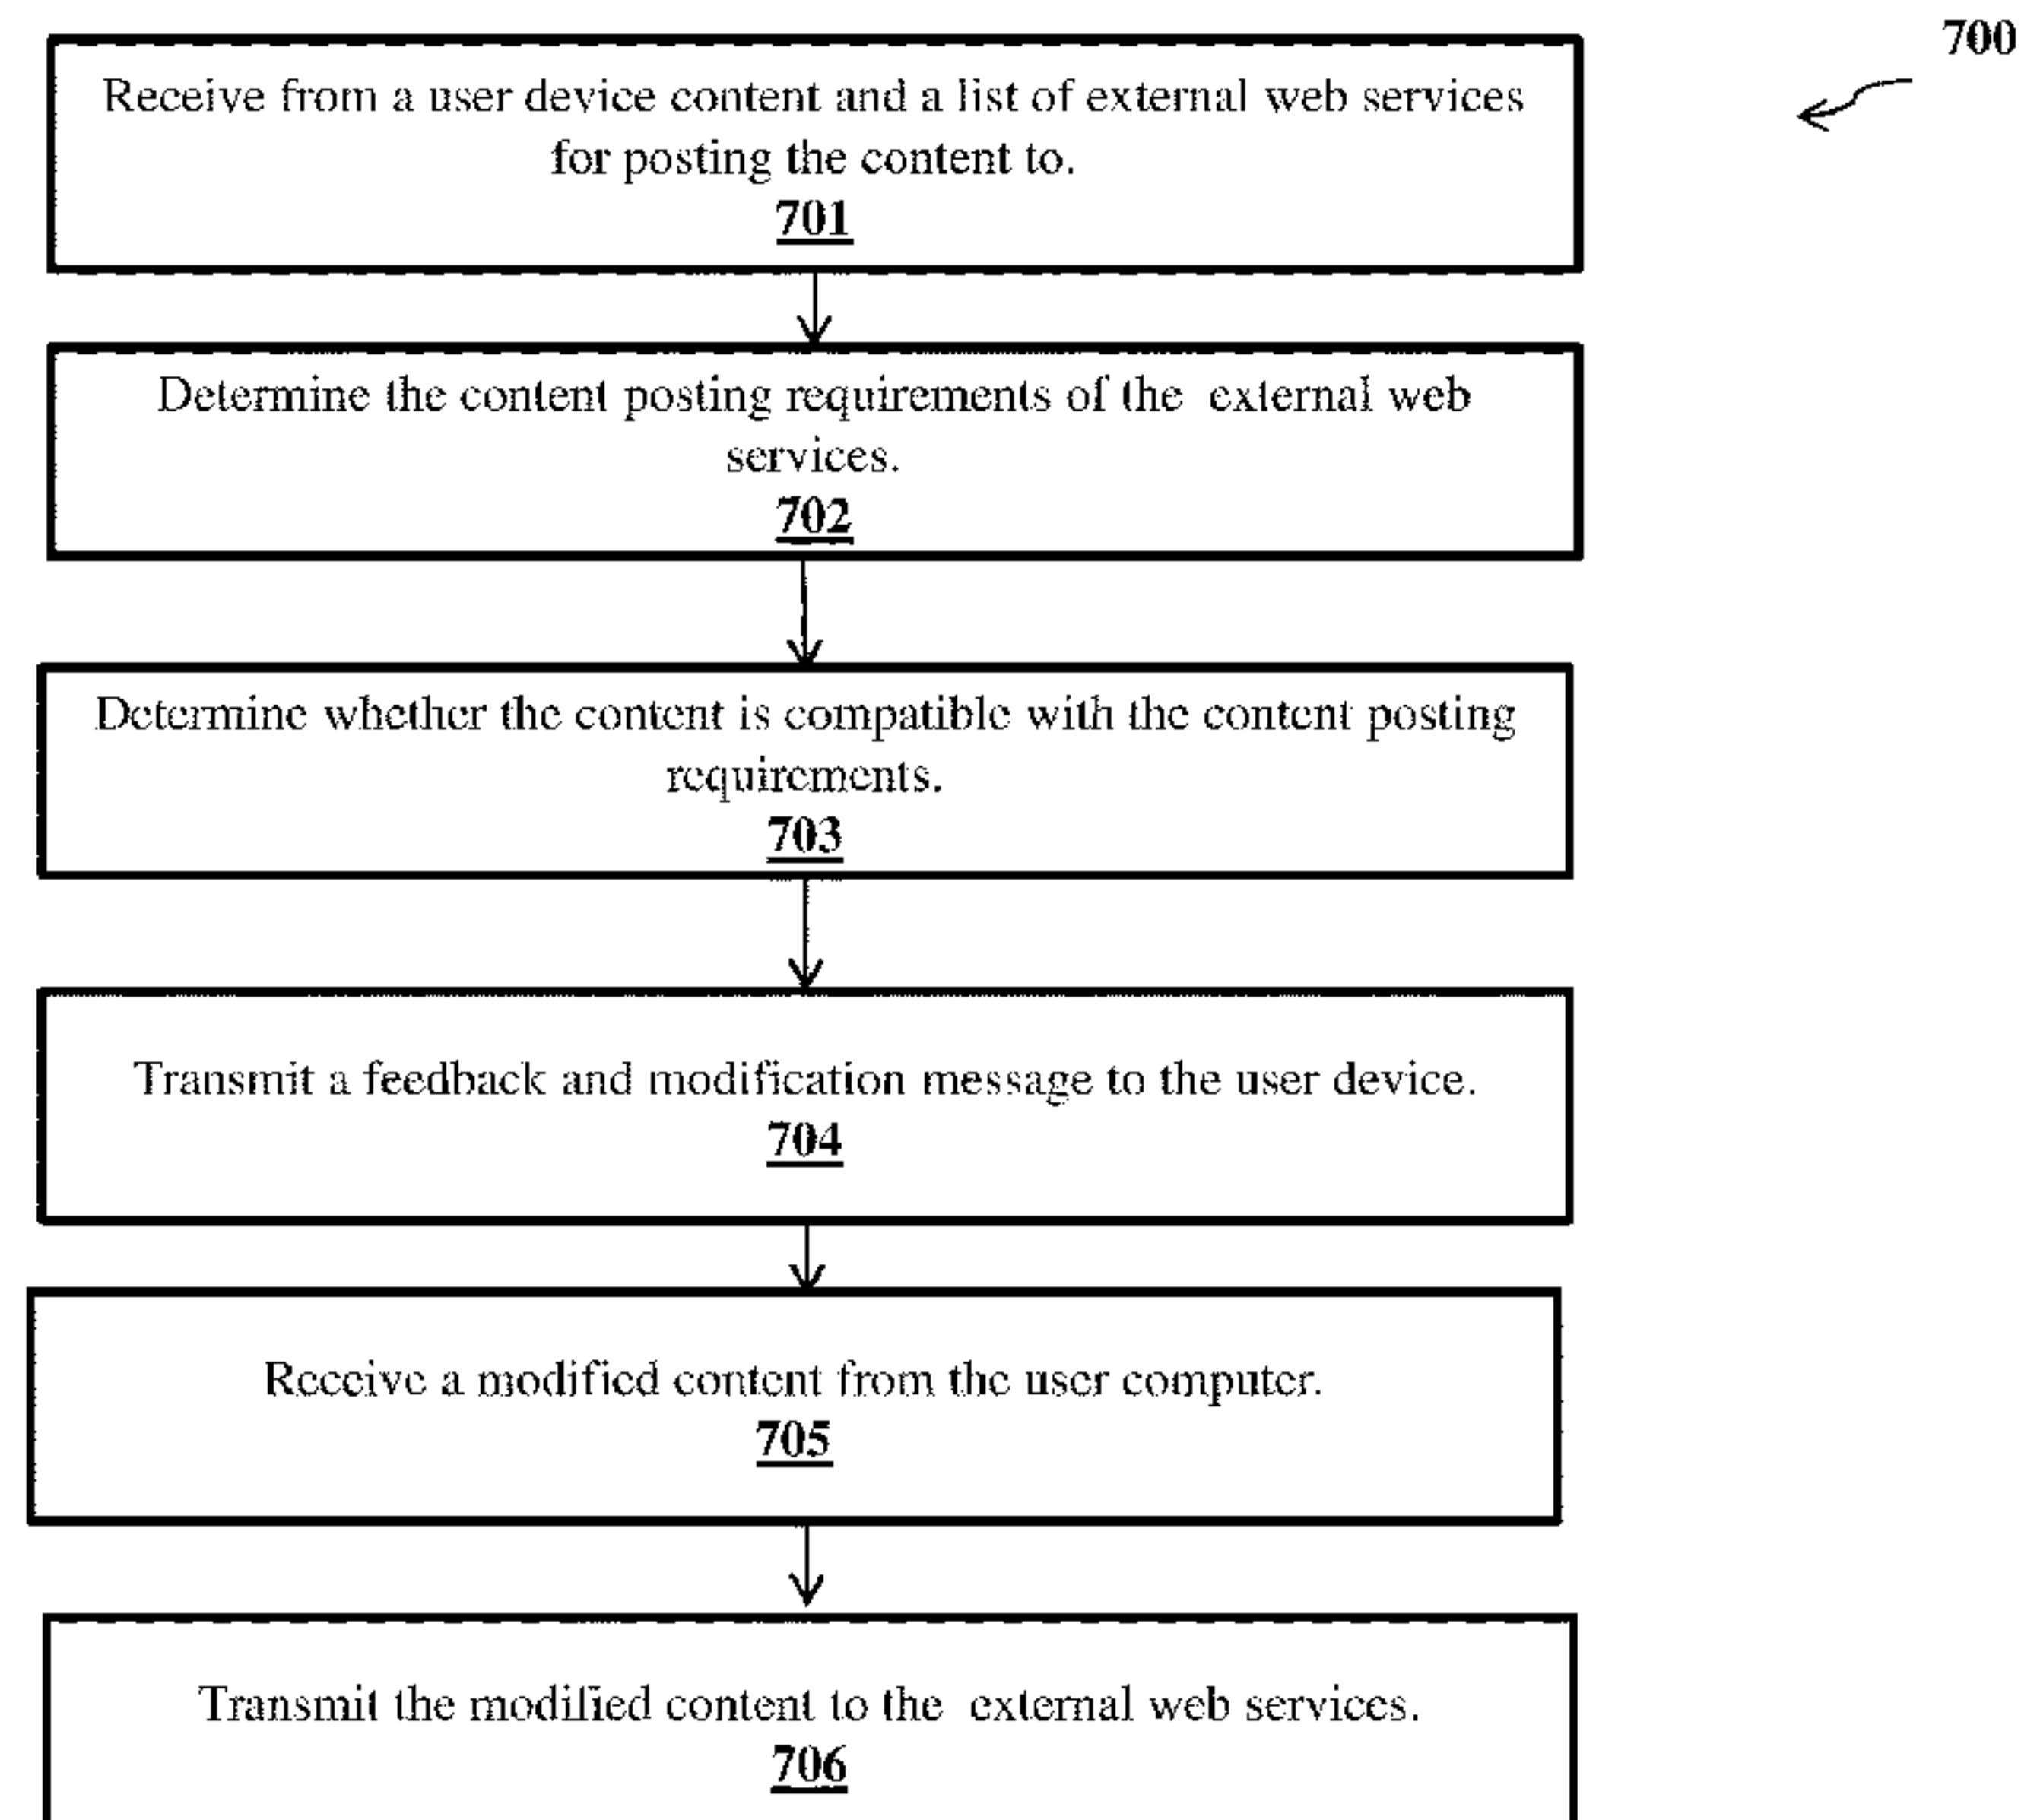 700
Receive from a user device content and a list of external web services
for posting the content to.
701
Determine the content posting requirements of the external web
services.
702
Determine whether the content is compatible with the content posting
requirements.
703
Transmit a feedback and modification message to the user device.
704
Receive a modified content from the user computer.
705
Transmit the modified content to the external web services.
706